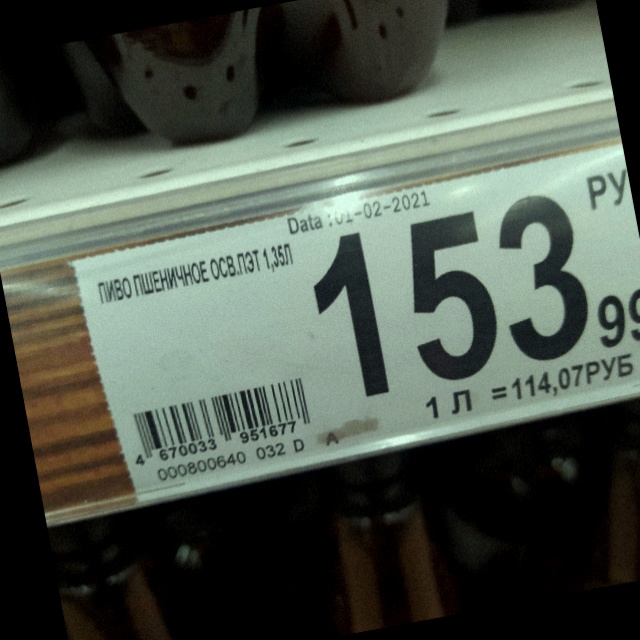 Data :01-02-2021
ПИВО ПШЕНИЧНОЕ ОСВ.ПЭТ 1,35Л
153 99
РУ
1 Л =114,07РУБ
4 670033 951677
000800640 032 D A